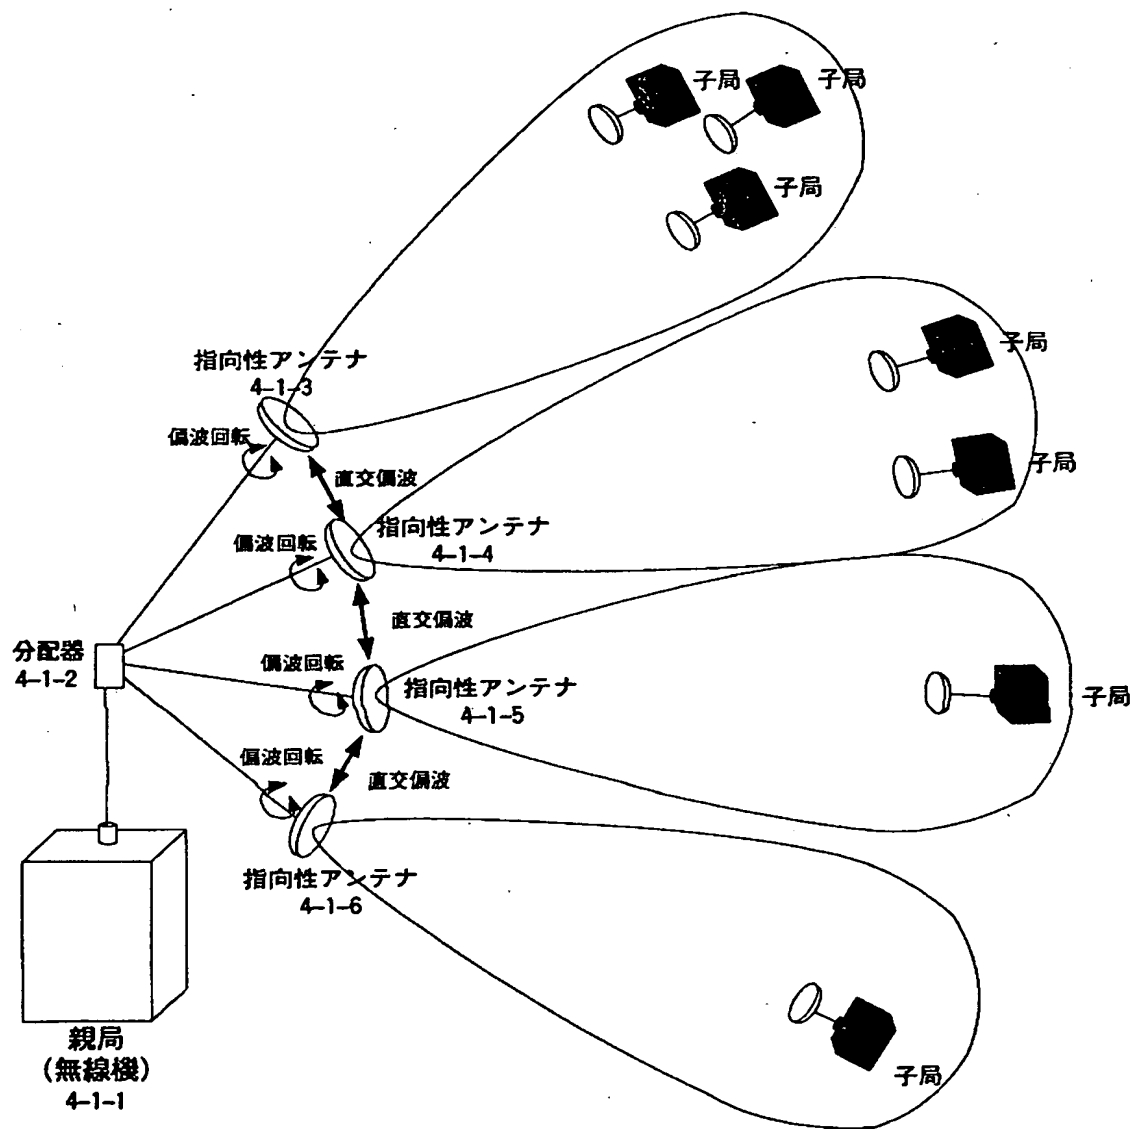 子局
子局
子局
指向性アンテナ
4-1-3
子局
偏波回転
直交偏波
子局
指向性アンテナ
4-1-4
偏波回転
直交偏波
分配器
4-1-2
偏波回転
指向性アンテナ
4-1-5
子局
偏波回転
直交偏波
指向性アンテナ
4-1-6
親局
(無線機)
4-1-1
子局